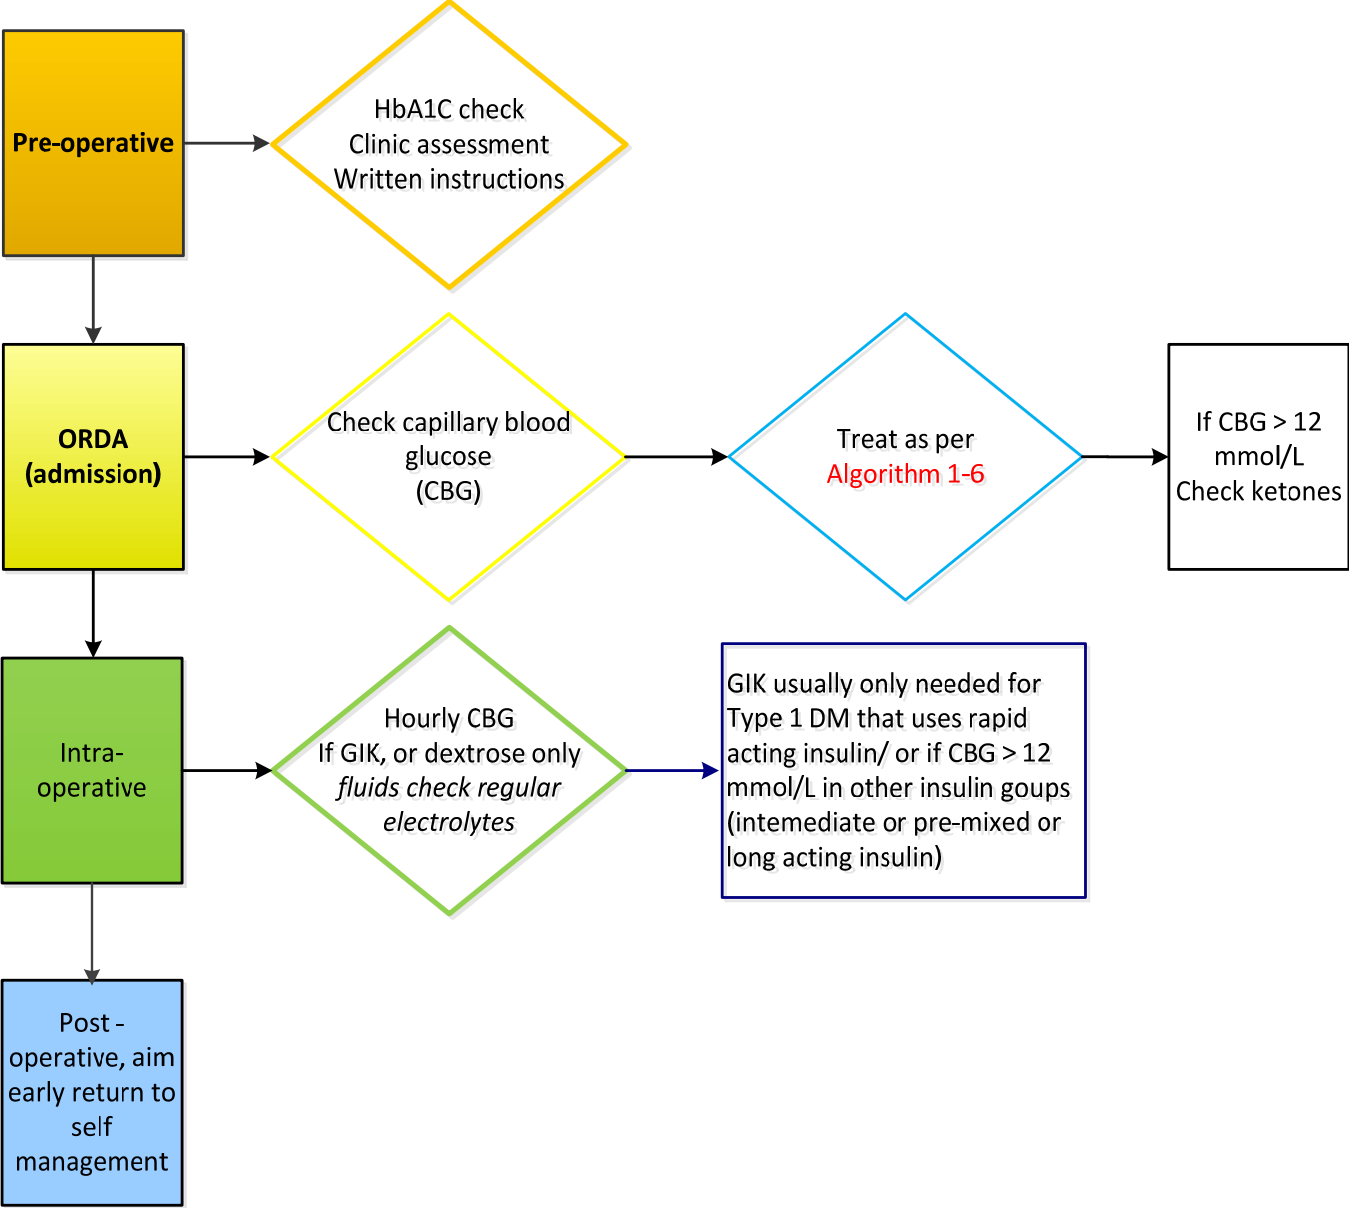 Pre-operative
HbA1C check
Clinic assessment
Written instructions
ORDA
(admission)
Check capillary blood
glucose
(CBG)
Treat as per
Algorithm 1-6
If CBG > 12
mmol/L
Check ketones
Intra-
operative
Hourly CBG
If GIK, or dextrose only
fluids check regular
electrolytes
GIK usually only needed for
Type 1 DM that uses rapid
acting insulin/ or if CBG > 12
mmol/L in other insulin goups
(intemediate or pre-mixed or
long acting insulin)
Post -
operative, aim
early return to
self
management